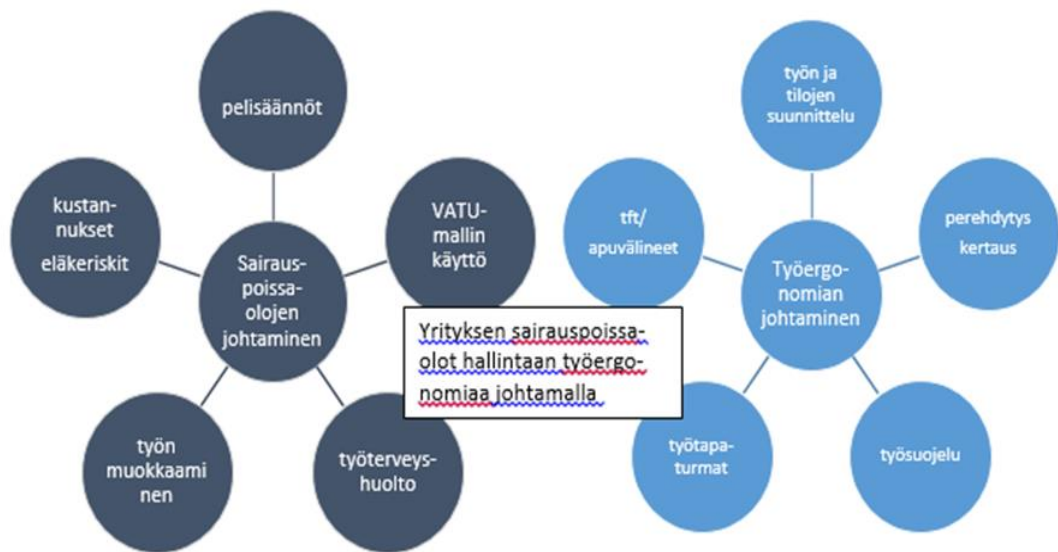 pelisäännöt
VATU-
mallin
käyttö
työterveys-
huolto
työn
muokkaami
nen
kustan-
nukset
eläkeriskit
Sairaus-
poissa-
olojen
johtaminen
Yrityksen sairauspoissa-
olot hallintaan työergo-
nomiaa johtamalla
työn ja
tilojen
suunnittelu
perehdytys
kertaus
työsuojelu
työtapa-
turmat
tft/
apuvälineet
Työergo-
nomian
johtaminen